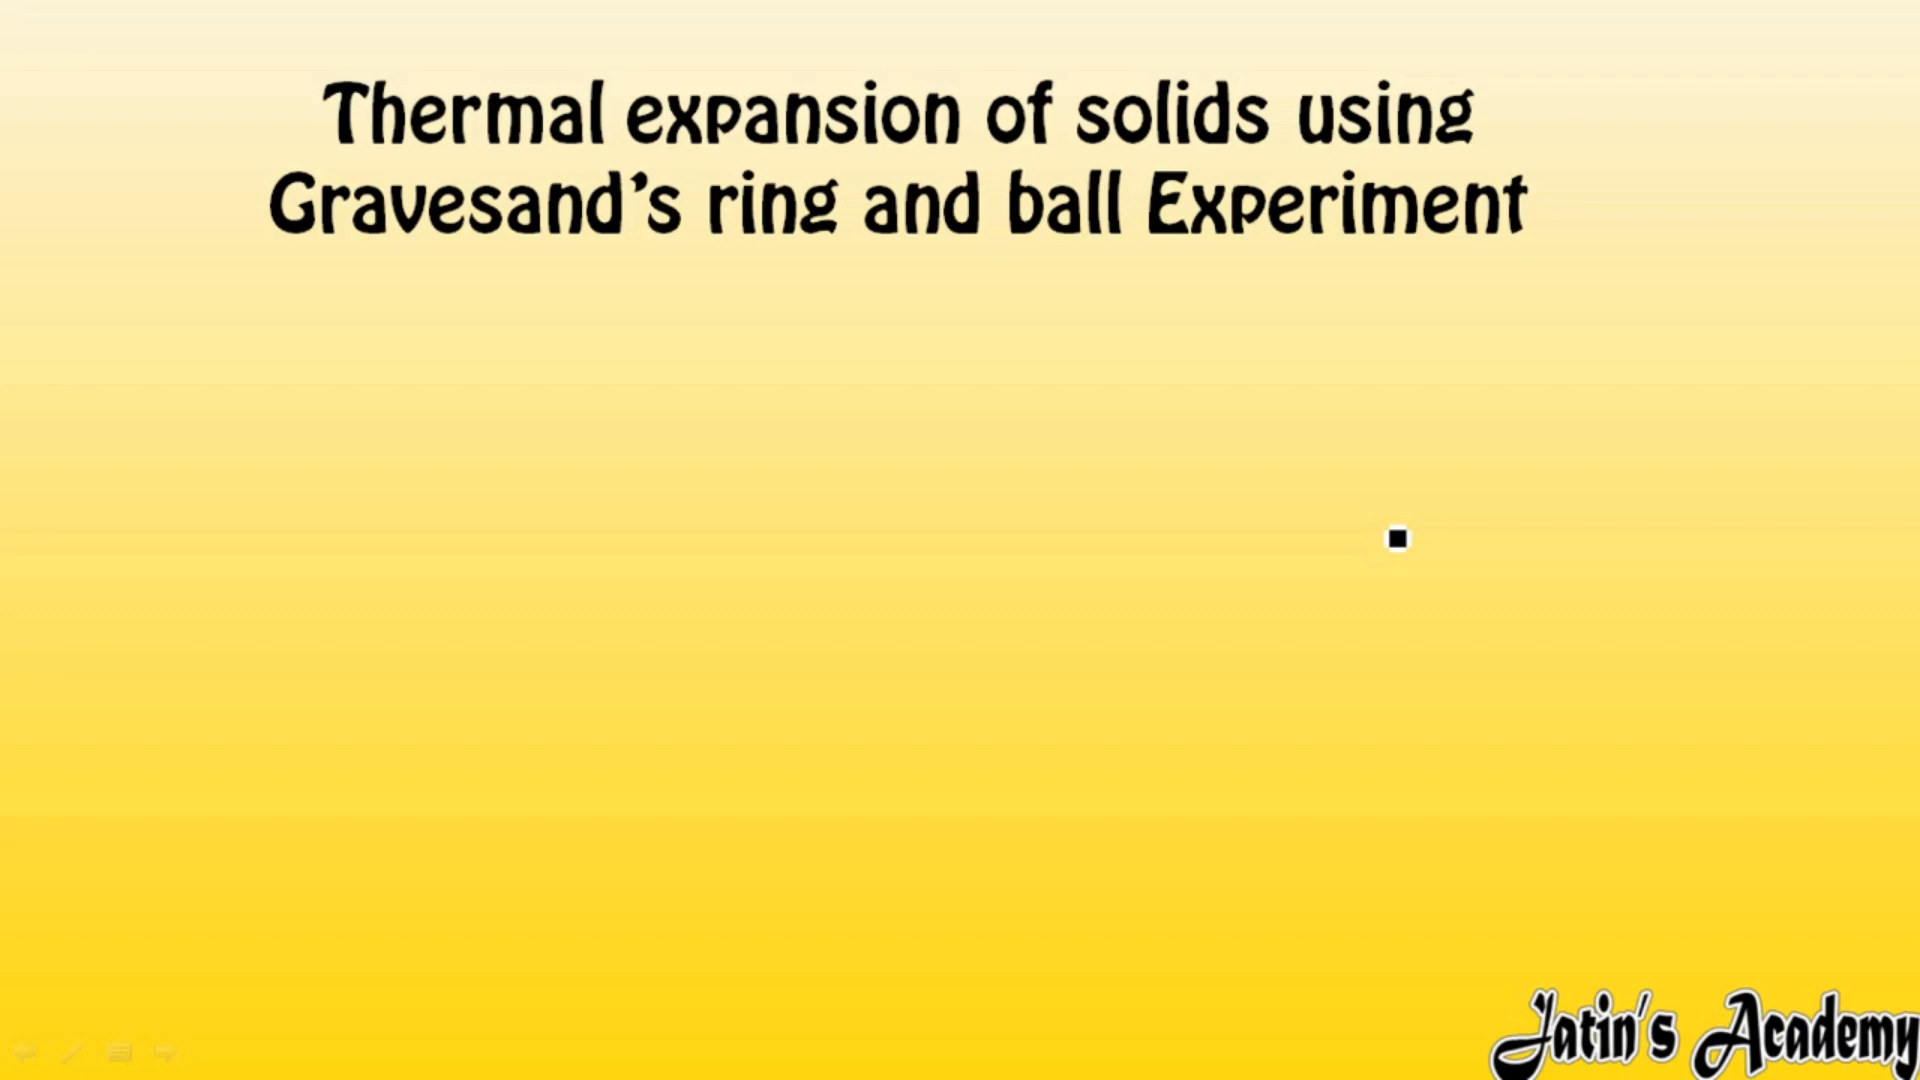 Thermal expansion of solids using
Gravesand’s ring and ball Experiment
Jatin's Academy